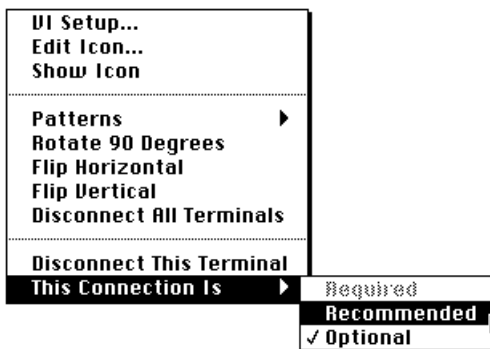 VI Setup...
Edit Icon...
Show Icon
Patterns
Rotate 90 Degrees
Flip Horizontal
Flip Vertical
Disconnect All Terminals
Disconnect This Terminal
This Connection Is
Required
Recommended
✓ Optional